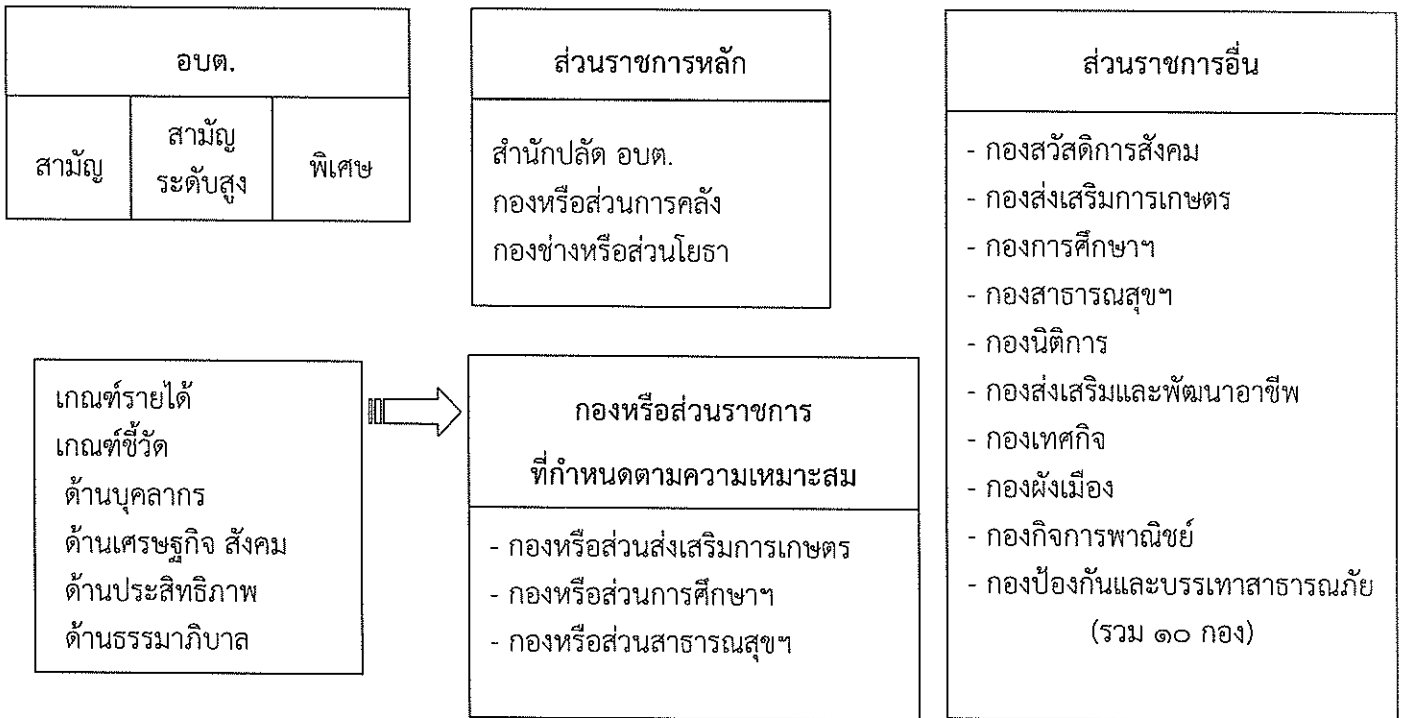 อบต.
สามัญ
สามัญ
ระดับสูง
พิเศษ
ส่วนราชการหลัก
สำนักปลัด อบต.
กองหรือส่วนการคลัง
กองช่างหรือส่วนโยธา
ส่วนราชการอื่น
- กองสวัสดิการสังคม
- กองส่งเสริมการเกษตร
- กองการศึกษาฯ
- กองสาธารณสุขฯ
- กองนิติการ
- กองส่งเสริมและพัฒนาอาชีพ
- กองเทศกิจ
- กองผังเมือง
- กองกิจการพาณิชย์
- กองป้องกันและบรรเทาสาธารณภัย
(รวม ๑๐ กอง)
เกณฑ์รายได้
เกณฑ์ชี้วัด
ด้านบุคลากร
ด้านเศรษฐกิจ สังคม
ด้านประสิทธิภาพ
ด้านธรรมาภิบาล
กองหรือส่วนราชการ
ที่กำหนดตามความเหมาะสม
- กองหรือส่วนส่งเสริมการเกษตร
- กองหรือส่วนการศึกษาฯ
- กองหรือส่วนสาธารณสุขฯ